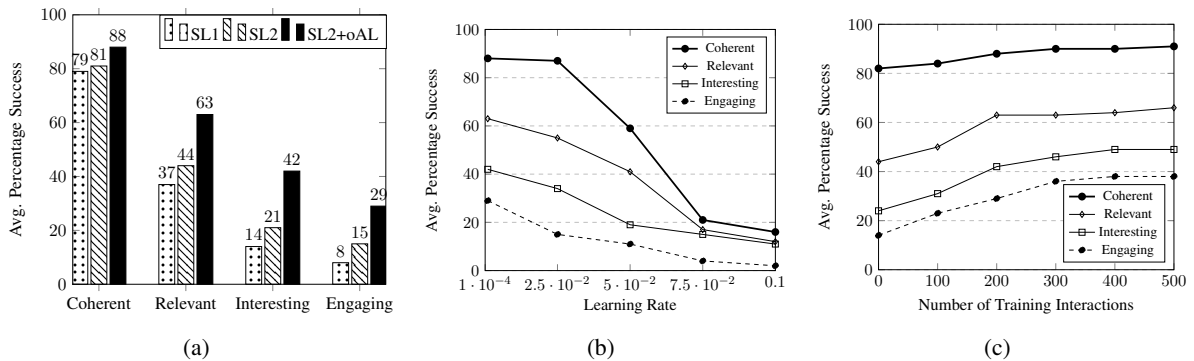 100
80
60
40
20
0
Avg. Percentage Success
SL1 SL2 SL2+oAL
79 81 88
37 44 63
14 21 42
8 15 29
Coherent Relevant Interesting Engaging
(a)
100
80
60
40
20
0
Avg. Percentage Success
Coherent
Relevant
Interesting
Engaging
1 · 10⁻⁴ 2.5 · 10⁻² 5 · 10⁻² 7.5 · 10⁻² 0.1
Learning Rate
(b)
100
80
60
40
20
0
Avg. Percentage Success
Coherent
Relevant
Interesting
Engaging
0 100 200 300 400 500
Number of Training Interactions
(c)